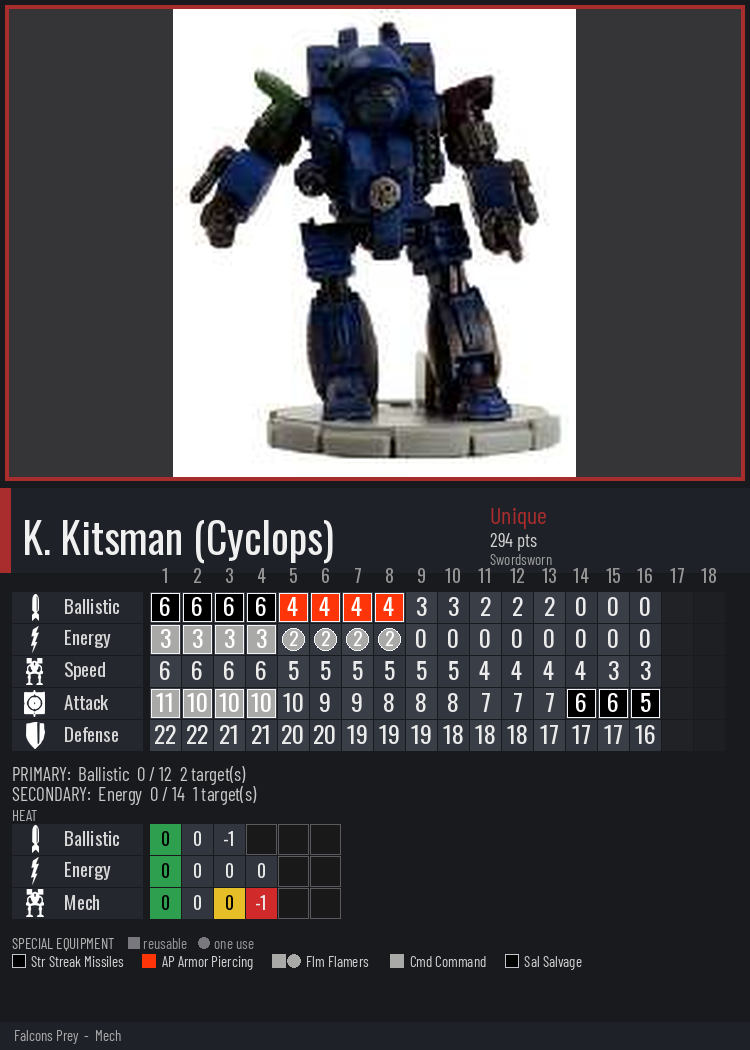 K. Kitsman (Cyclops)
Unique
294 pts
Swordsworn
1 2 3 4 5 6 7 8 9 10 11 12 13 14 15 16 17 18
Ballistic 6 6 6 6 4 4 4 4 3 3 2 2 2 0 0 0
Energy 3 3 3 3 2 2 2 2 0 0 0 0 0 0 0 0
Speed 6 6 6 6 5 5 5 5 5 5 4 4 4 4 3 3
Attack 11 10 10 10 10 9 9 8 8 8 7 7 7 6 6 5
Defense 22 22 21 21 20 20 19 19 19 18 18 18 17 17 17 16
PRIMARY: Ballistic 0 / 12 2 target(s)
SECONDARY: Energy 0 / 14 1 target(s)
HEAT
Ballistic 0 0 -1
Energy 0 0 0 0
Mech 0 0 0 -1
SPECIAL EQUIPMENT reusable one use
Str Streak Missiles AP Armor Piercing Flm Flamers Cmd Command Sal Salvage
Falcons Prey - Mech